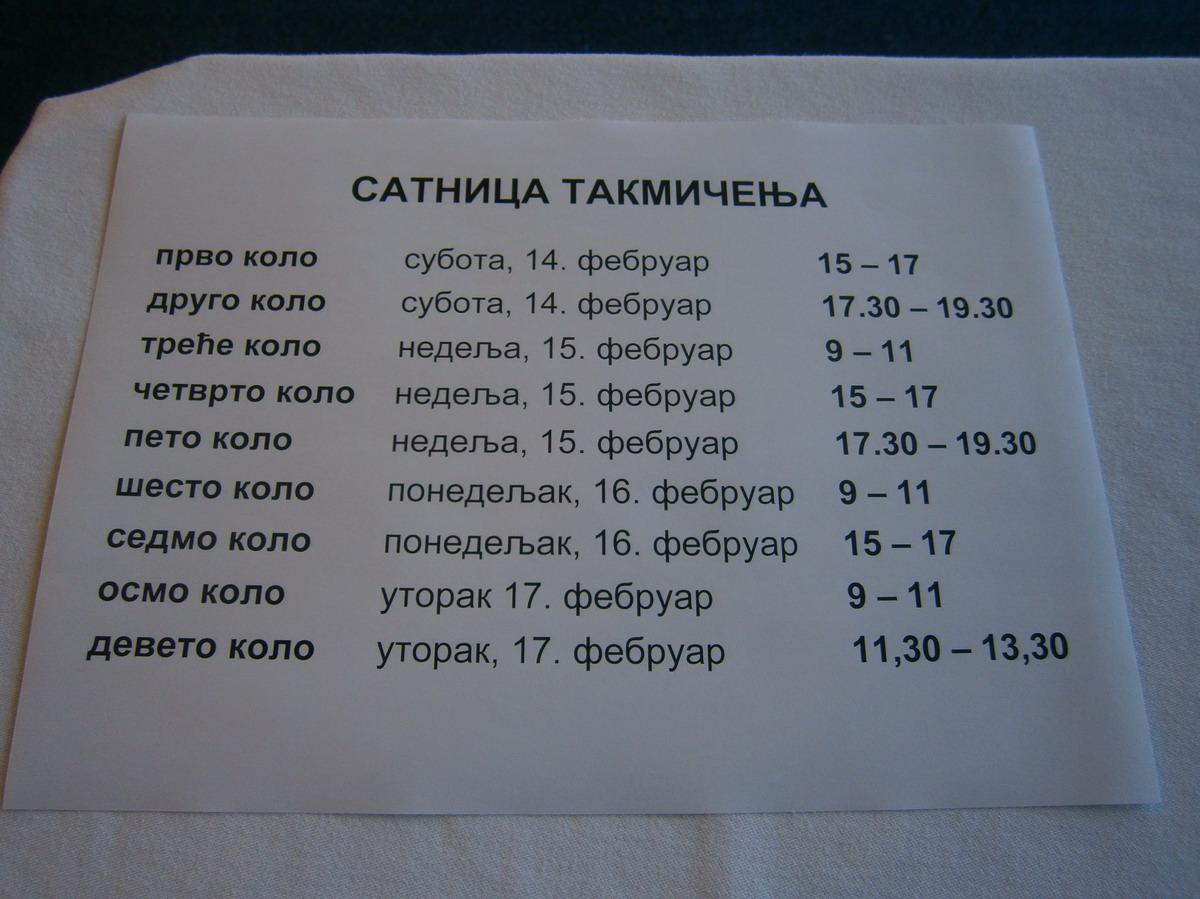 САТНИЦА ТАКМИЧЕЊА
прво коло субота, 14. фебруар 15 – 17
друго коло субота, 14. фебруар 17.30 – 19.30
треће коло недеља, 15. фебруар 9 – 11
четврто коло недеља, 15. фебруар 15 – 17
пето коло недеља, 15. фебруар 17.30 – 19.30
шесто коло понедељак, 16. фебруар 9 – 11
седмо коло понедељак, 16. фебруар 15 – 17
осмо коло уторак 17. фебруар 9 – 11
девето коло уторак, 17. фебруар 11,30 – 13,30